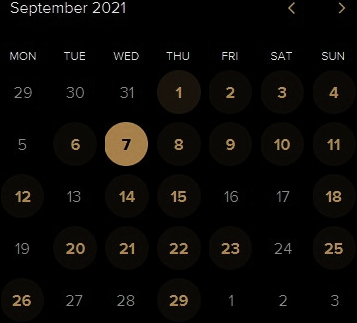 September 2021
MON TUE WED THU FRI SAT SUN
29 30 31 1 2 3 4
5 6 7 8 9 10 11
12 13 14 15 16 17 18
19 20 21 22 23 24 25
26 27 28 29 1 2 3